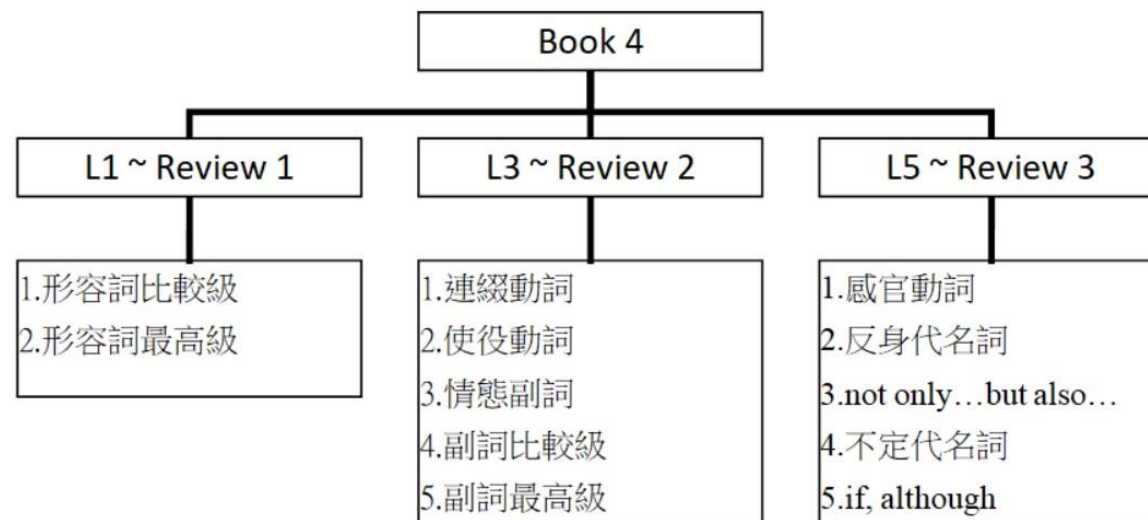 Book 4
L1 ~ Review 1
1.形容詞比較級
2.形容詞最高級
L3 ~ Review 2
1.連綴動詞
2.使役動詞
3.情態副詞
4.副詞比較級
5.副詞最高級
L5 ~ Review 3
1.感官動詞
2.反身代名詞
3.not only…but also…
4.不定代名詞
5.if, although